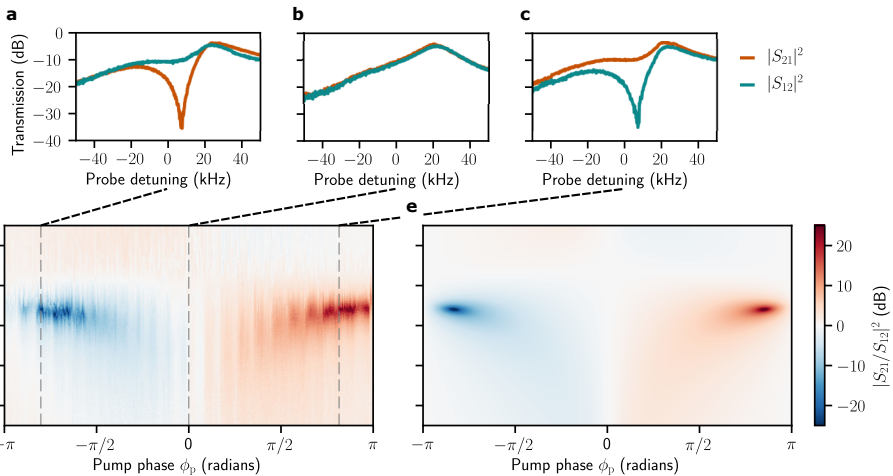 a
b
c
0
−10
−20
−30
−40
Transmission (dB)
|S21|²
|S12|²
−40 −20 0 20 40
−40 −20 0 20 40
−40 −20 0 20 40
Probe detuning (kHz)
Probe detuning (kHz)
Probe detuning (kHz)
e
20
10
0
−10
−20
|S21/S12|² (dB)
−π −π/2 0 π/2 π
−π −π/2 0 π/2 π
Pump phase ϕp (radians)
Pump phase ϕp (radians)